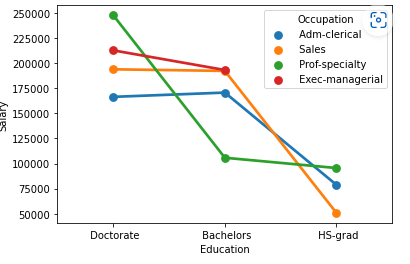 Occupation
Adm-clerical
Sales
Prof-specialty
Exec-managerial
250000
225000
200000
175000
150000
125000
100000
75000
50000
Salary
Doctorate
Bachelors
HS-grad
Education